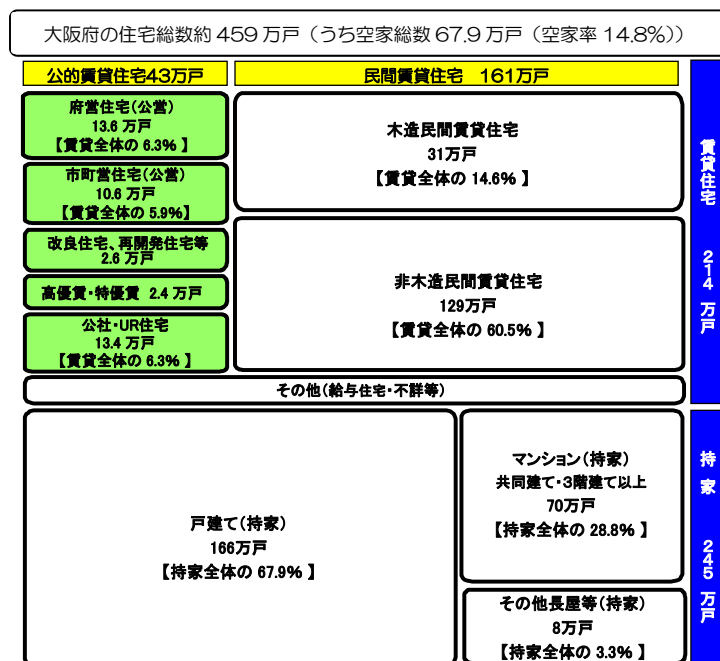 大阪府の住宅総数約 459 万戸（うち空家総数 67.9 万戸（空家率 14.8%））
公的賃貸住宅43万戸
民間賃貸住宅 161万戸
府営住宅(公営)
13.6 万戸
【賃貸全体の 6.3% 】
市町営住宅(公営)
10.6 万戸
【賃貸全体の 5.9%】
改良住宅、再開発住宅等
2.6万戸
高優賃・特優賃 2.4 万戸
公社・UR住宅
13.4 万戸
【賃貸全体の 6.3% 】
木造民間賃貸住宅
31万戸
【賃貸全体の 14.6% 】
非木造民間賃貸住宅
129万戸
【賃貸全体の 60.5% 】
賃貸住宅 214 万戸
その他(給与住宅・不詳等)
戸建て(持家)
166万戸
【持家全体の 67.9% 】
マンション(持家)
共同建て・3階建て以上
70万戸
【持家全体の 28.8% 】
その他長屋等(持家)
8万戸
【持家全体の 3.3% 】
持家 245 万戸